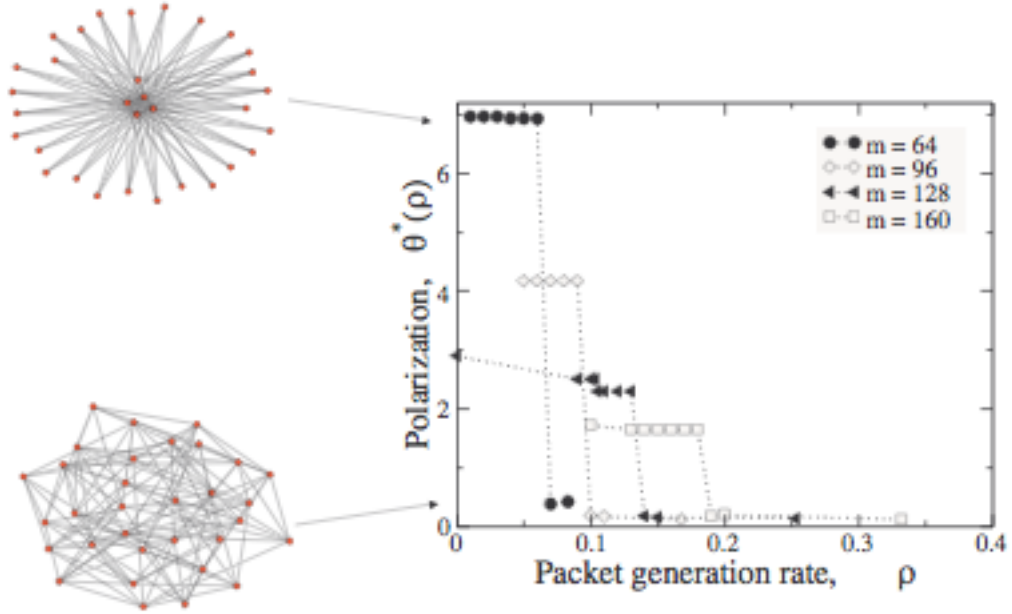 m = 64
m = 96
m = 128
m = 160
6
4
2
0
Polarization, θ*(ρ)
0 0.1 0.2 0.3 0.4
Packet generation rate, ρ